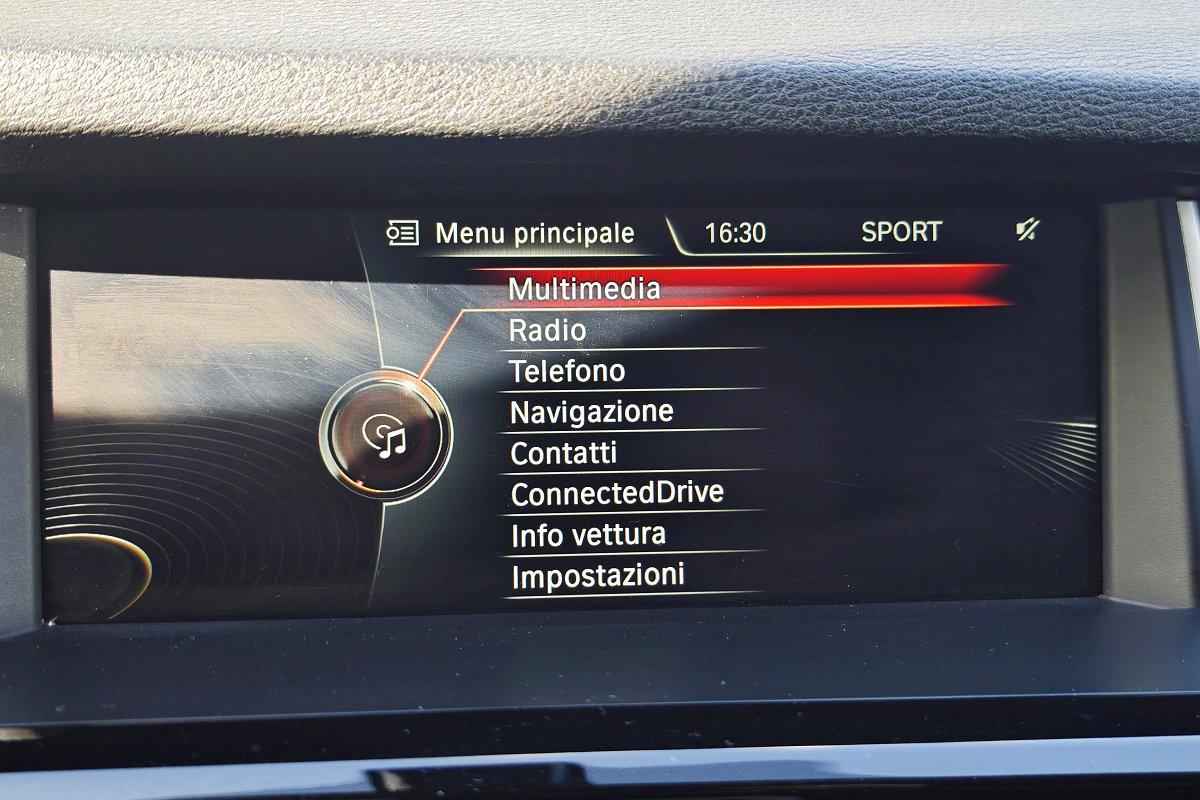 Menu principale 16:30 SPORT
Multimedia
Radio
Telefono
Navigazione
Contatti
ConnectedDrive
Info vettura
Impostazioni